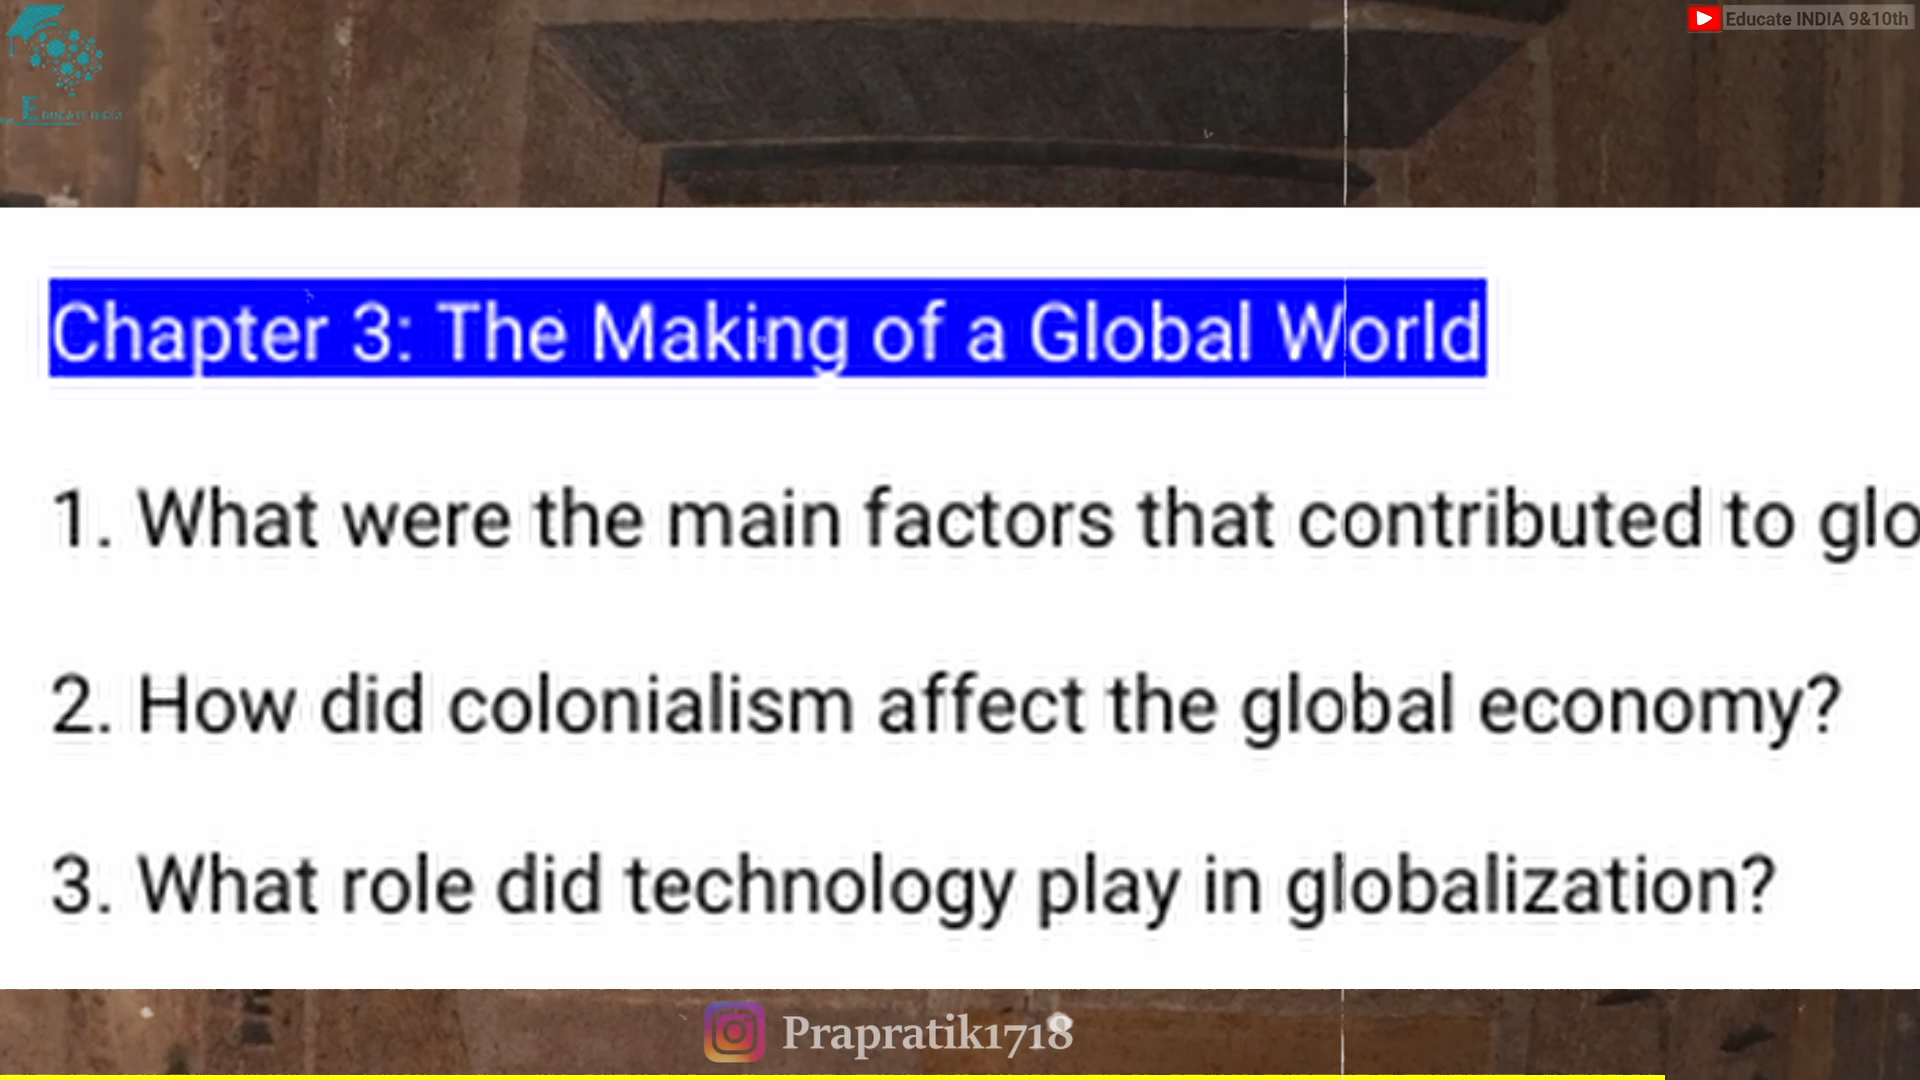 Educate INDIA 9&10th
EDUCATE INDIA
Chapter 3: The Making of a Global World
1. What were the main factors that contributed to glo
2. How did colonialism affect the global economy?
3. What role did technology play in globalization?
Prapratik1718